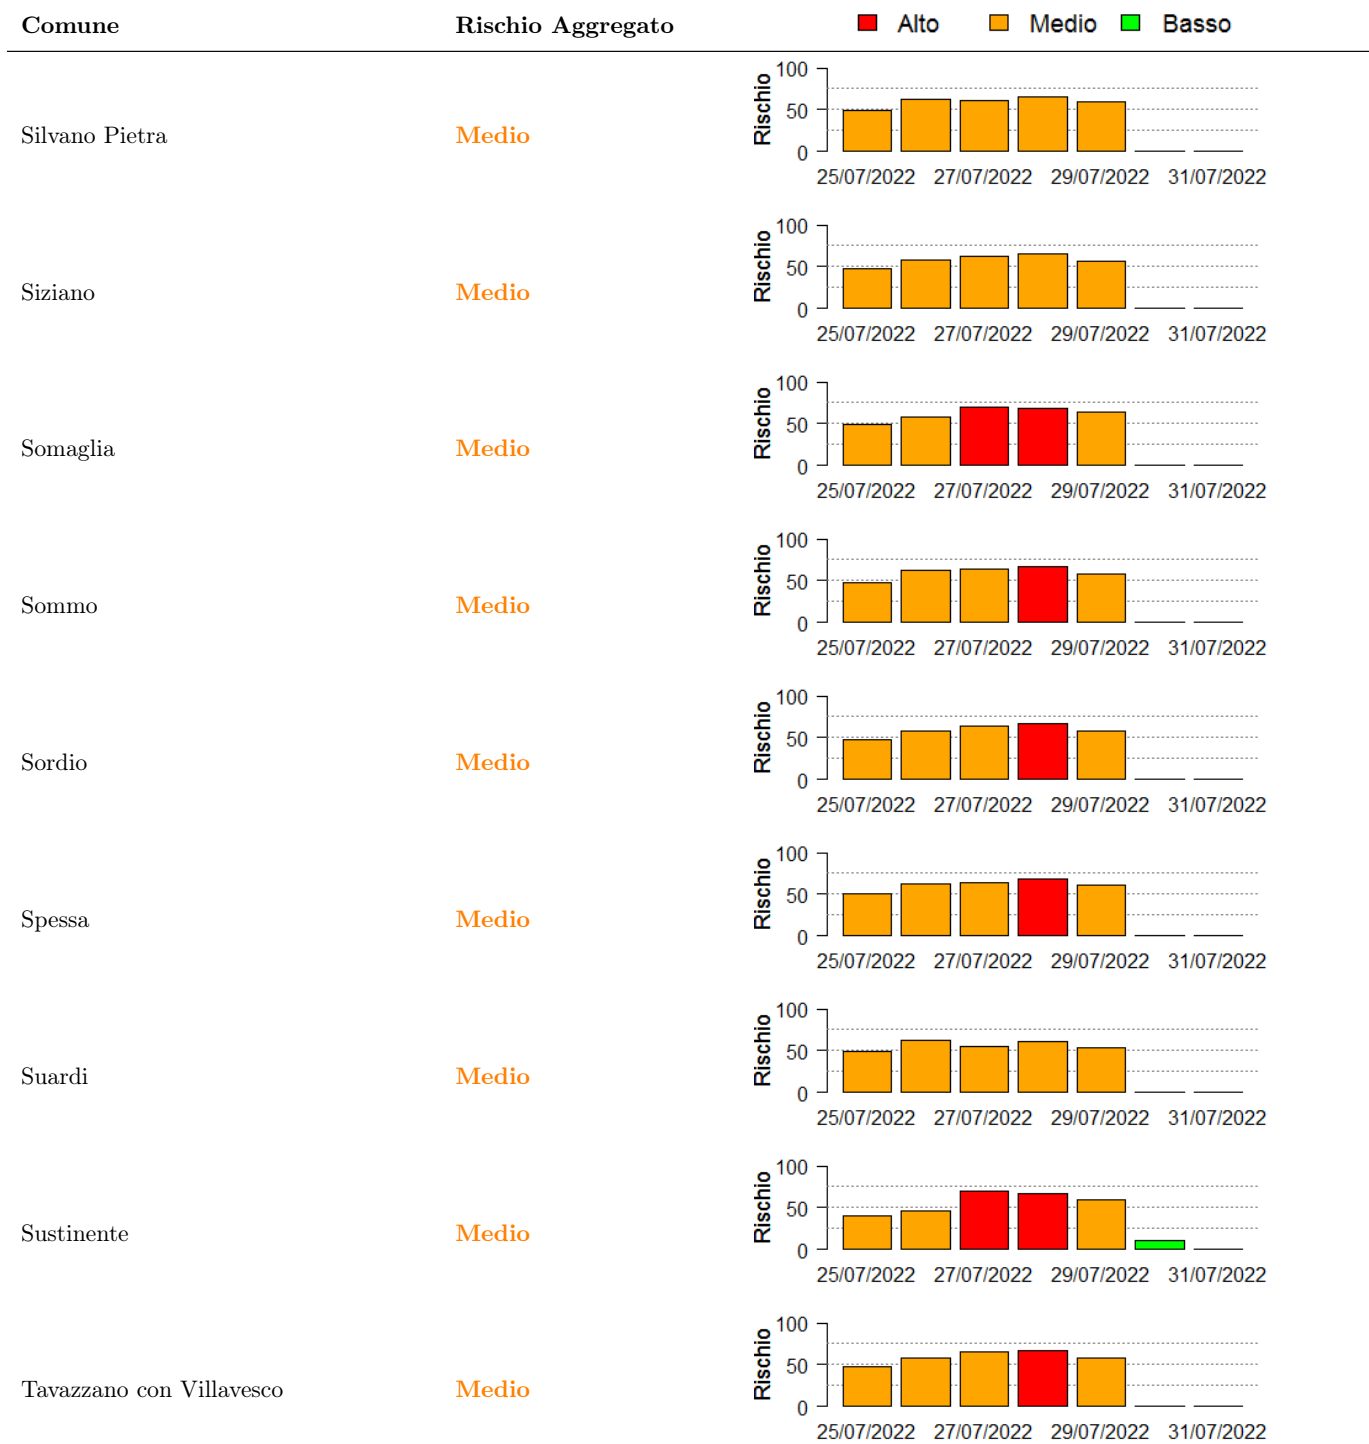 Comune Rischio Aggregato Alto Medio Basso
100
50
0
Rischio
Silvano Pietra Medio
25/07/2022 27/07/2022 29/07/2022 31/07/2022
100
50
0
Rischio
Siziano Medio
25/07/2022 27/07/2022 29/07/2022 31/07/2022
100
50
0
Rischio
Somaglia Medio
25/07/2022 27/07/2022 29/07/2022 31/07/2022
100
50
0
Rischio
Sommo Medio
25/07/2022 27/07/2022 29/07/2022 31/07/2022
100
50
0
Rischio
Sordio Medio
25/07/2022 27/07/2022 29/07/2022 31/07/2022
100
50
0
Rischio
Spessa Medio
25/07/2022 27/07/2022 29/07/2022 31/07/2022
100
50
0
Rischio
Suardi Medio
25/07/2022 27/07/2022 29/07/2022 31/07/2022
100
50
0
Rischio
Sustinente Medio
25/07/2022 27/07/2022 29/07/2022 31/07/2022
100
50
0
Rischio
Tavazzano con Villavesco Medio
25/07/2022 27/07/2022 29/07/2022 31/07/2022